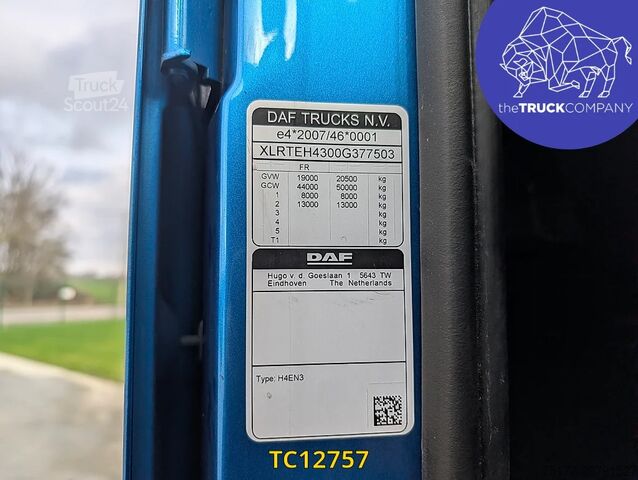 Truck
Scout24
theTRUCKCOMPANY
DAF TRUCKS N.V.
e4*2007/46*0001
XLRTEH4300G377503
FR
GVW 19000 20500 kg
GCW 44000 50000 kg
1 8000 8000 kg
2 13000 13000 kg
3 kg
4 kg
5 kg
T1 kg
DAF
Hugo v. d. Goeslaan 1 5643 TW
Eindhoven The Netherlands
Type: H4EN3
TC12757